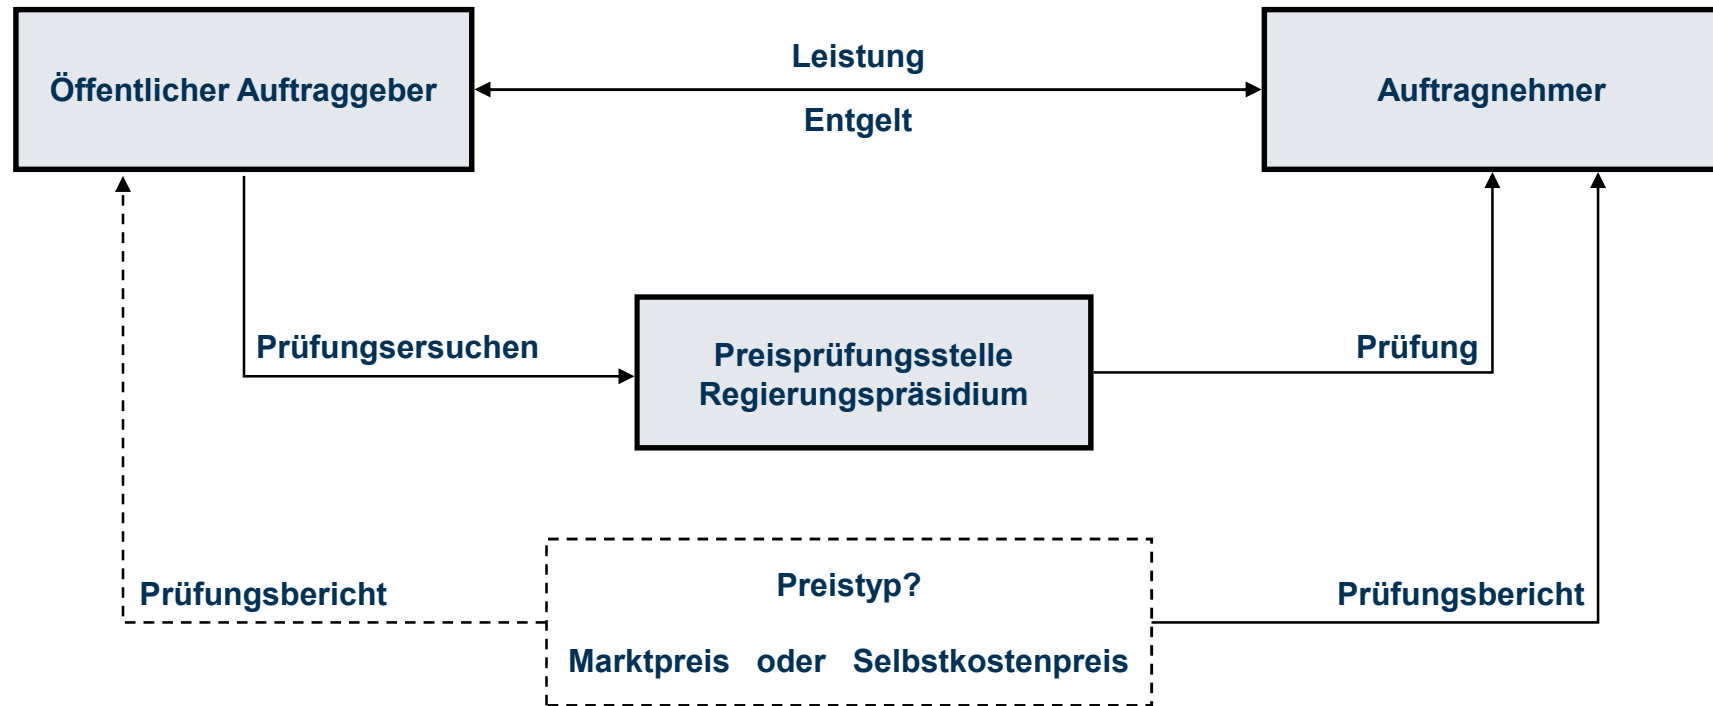 Öffentlicher Auftraggeber
Leistung
Entgelt
Auftragnehmer
Prüfungsersuchen
Preisprüfungsstelle
Regierungspräsidium
Prüfung
Prüfungsbericht
Preistyp?
Marktpreis oder Selbstkostenpreis
Prüfungsbericht